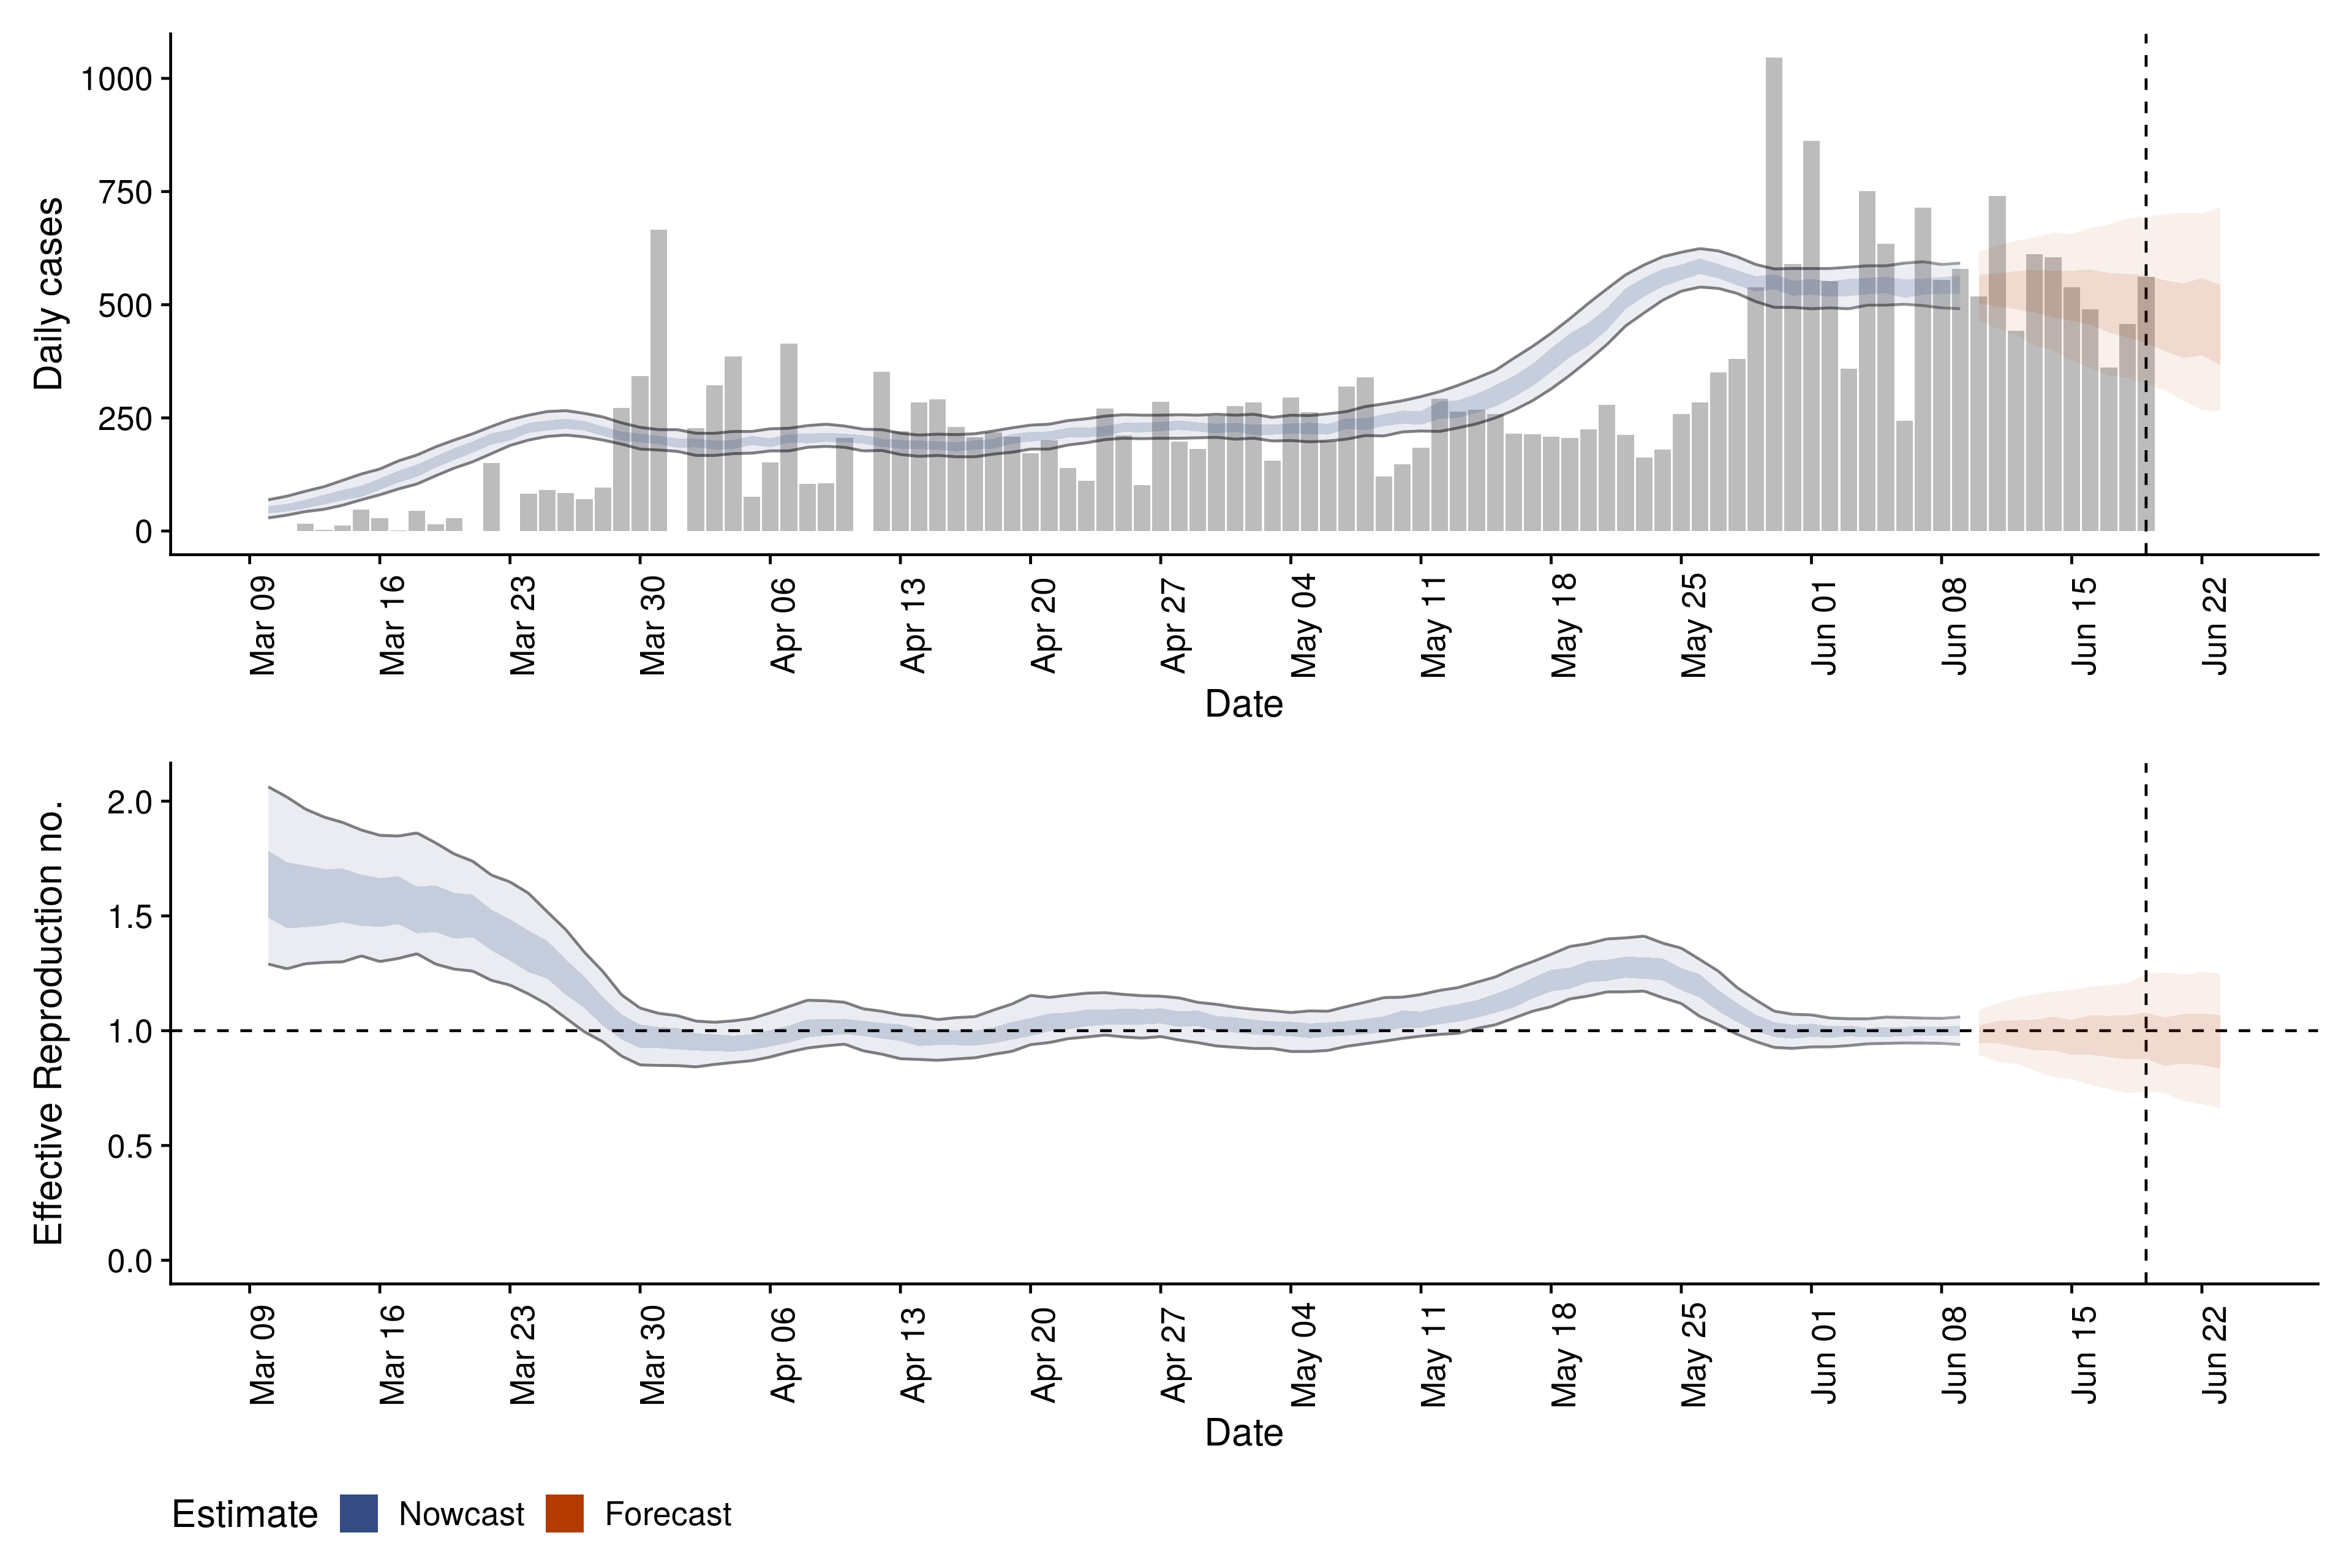 Daily cases
1000
750
500
250
0
Mar 09
Mar 16
Mar 23
Mar 30
Apr 06
Apr 13
Apr 20
Apr 27
May 04
May 11
May 18
May 25
Jun 01
Jun 08
Jun 15
Jun 22
Date
Effective Reproduction no.
2.0
1.5
1.0
0.5
0.0
Mar 09
Mar 16
Mar 23
Mar 30
Apr 06
Apr 13
Apr 20
Apr 27
May 04
May 11
May 18
May 25
Jun 01
Jun 08
Jun 15
Jun 22
Date
Estimate Nowcast Forecast